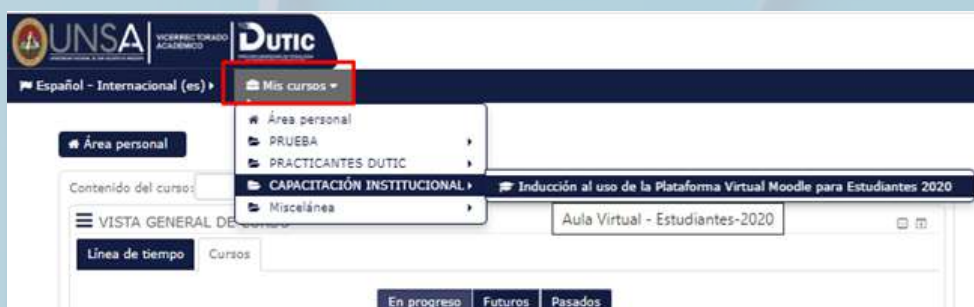 UNSA VICERRECTORADO ACADÉMICO DUTIC
Español - Internacional (es)
Mis cursos
Área personal
Área personal
PRUEBA
PRACTICANTES DUTIC
Contenido del curso:
CAPACITACIÓN INSTITUCIONAL
Inducción al uso de la Plataforma Virtual Moodle para Estudiantes 2020
Miscelánea
VISTA GENERAL DE
Aula Virtual - Estudiantes-2020
Línea de tiempo
Cursos
En progreso
Futuros
Pasados